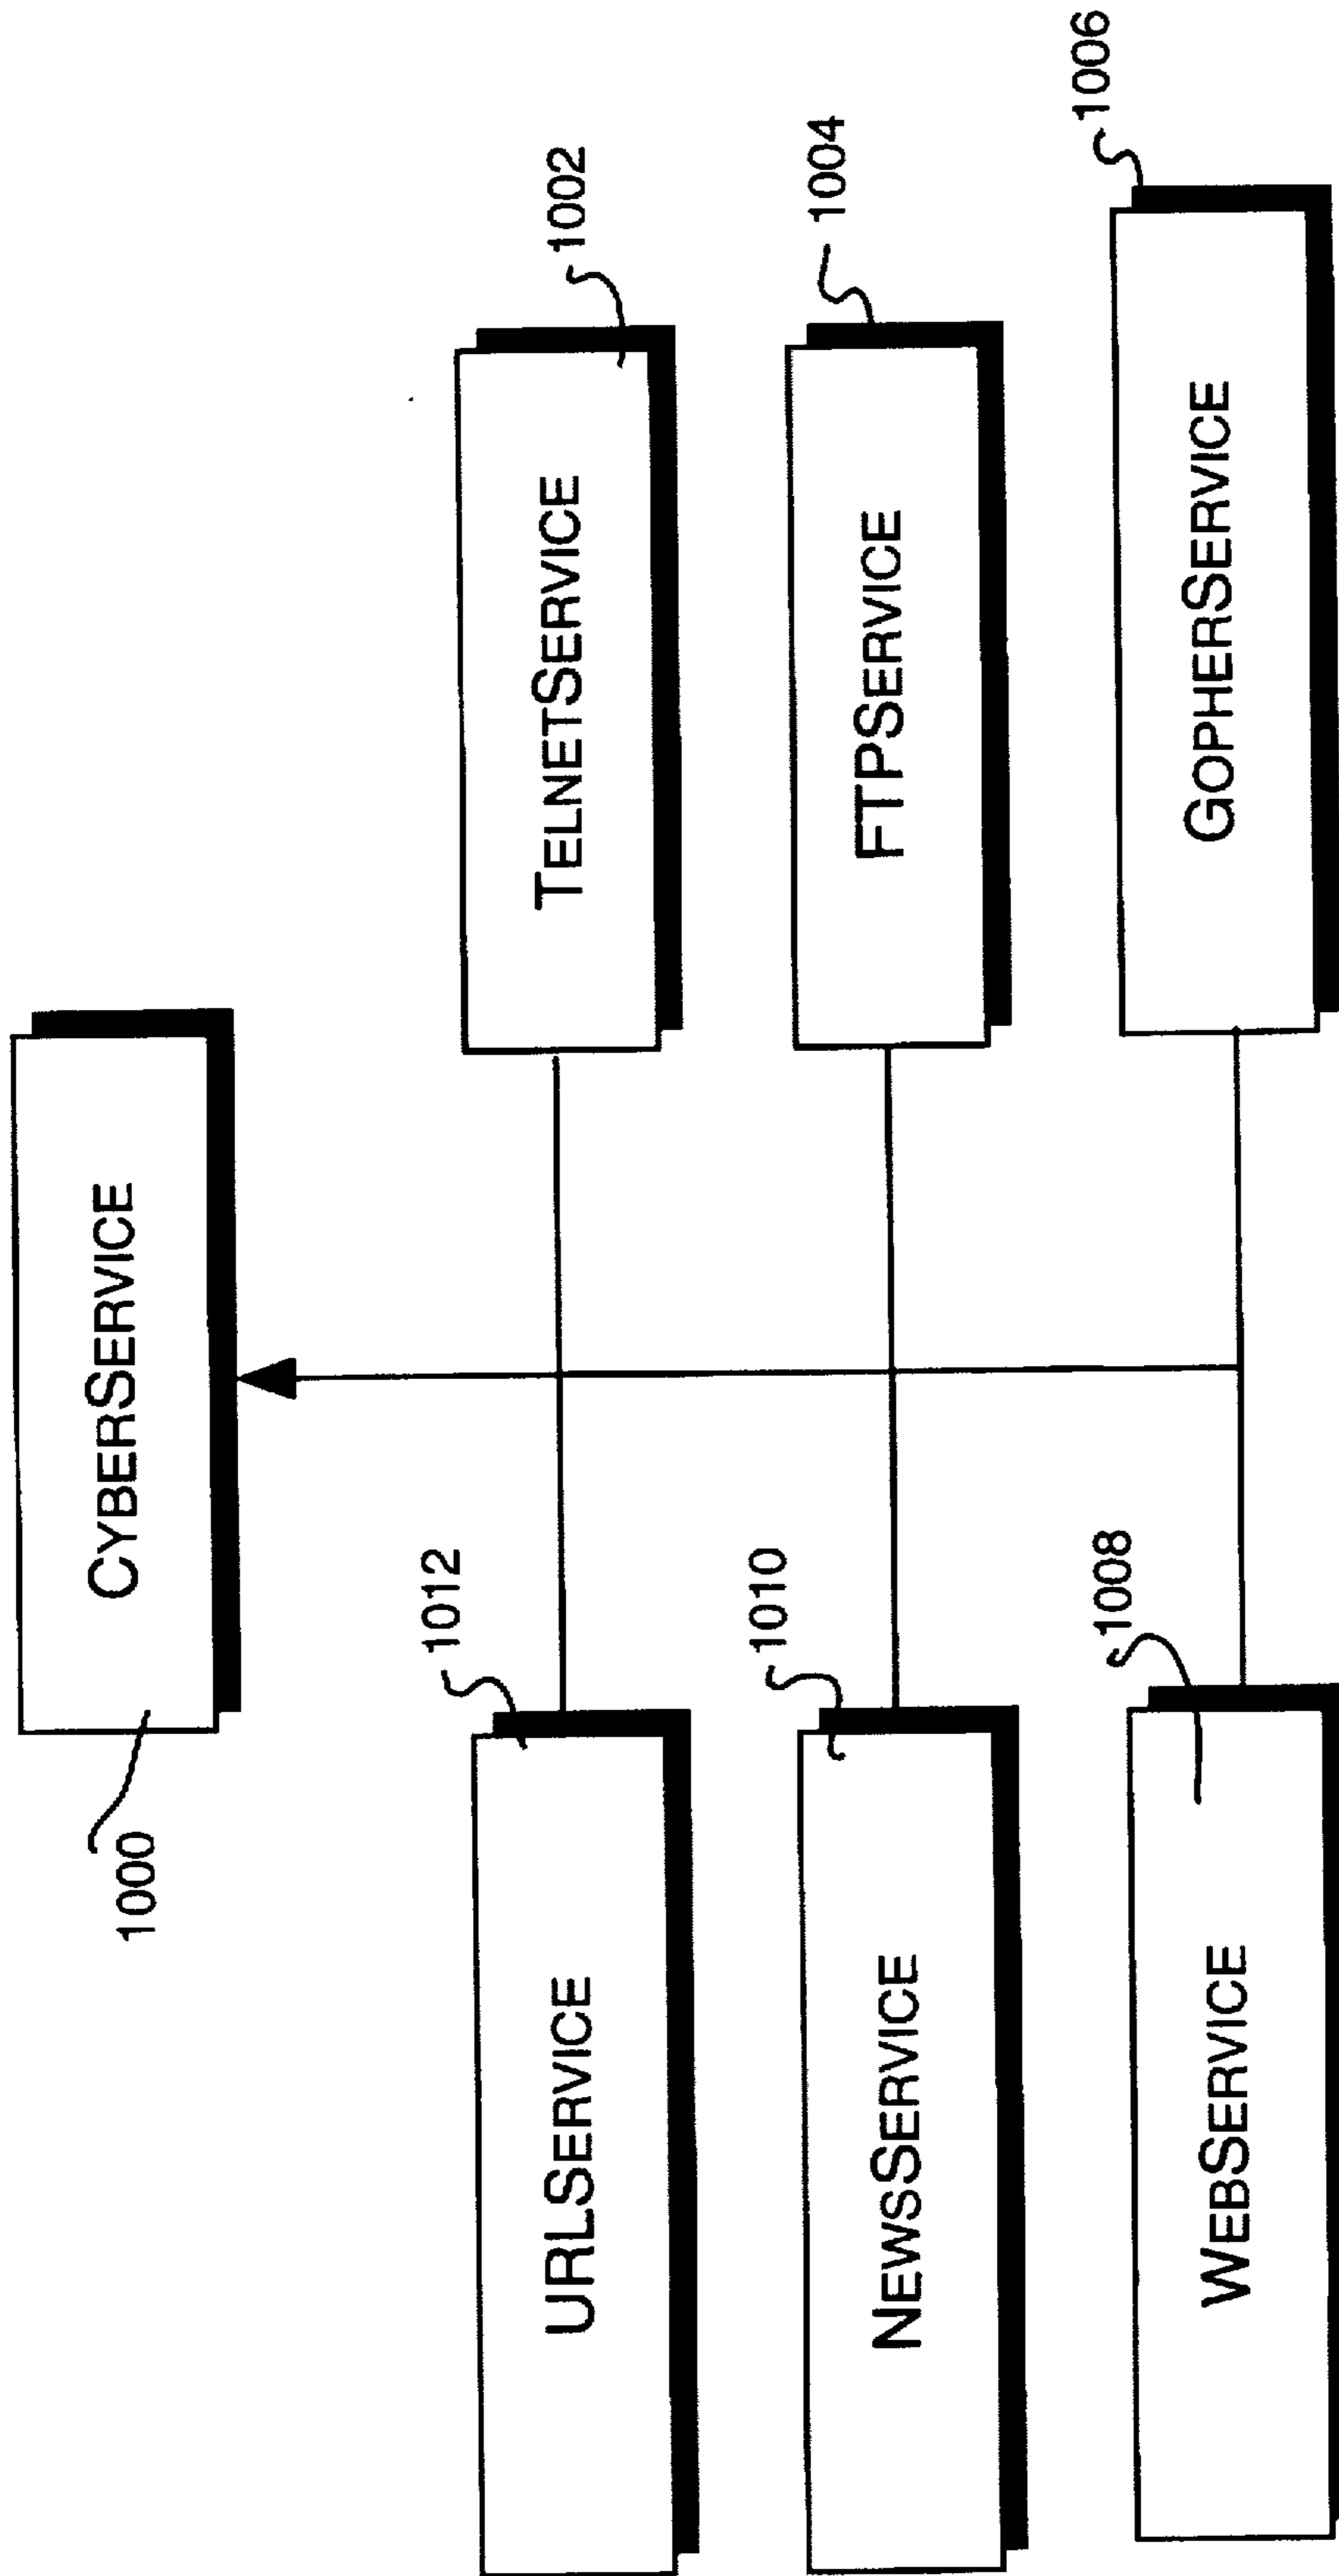 CYBERSERVICE
1000
URLSERVICE
1012
TELNETSERVICE
1002
NEWSSERVICE
1010
FTPSERVICE
1004
WEBSERVICE
1008
GOPHERSERVICE
1006